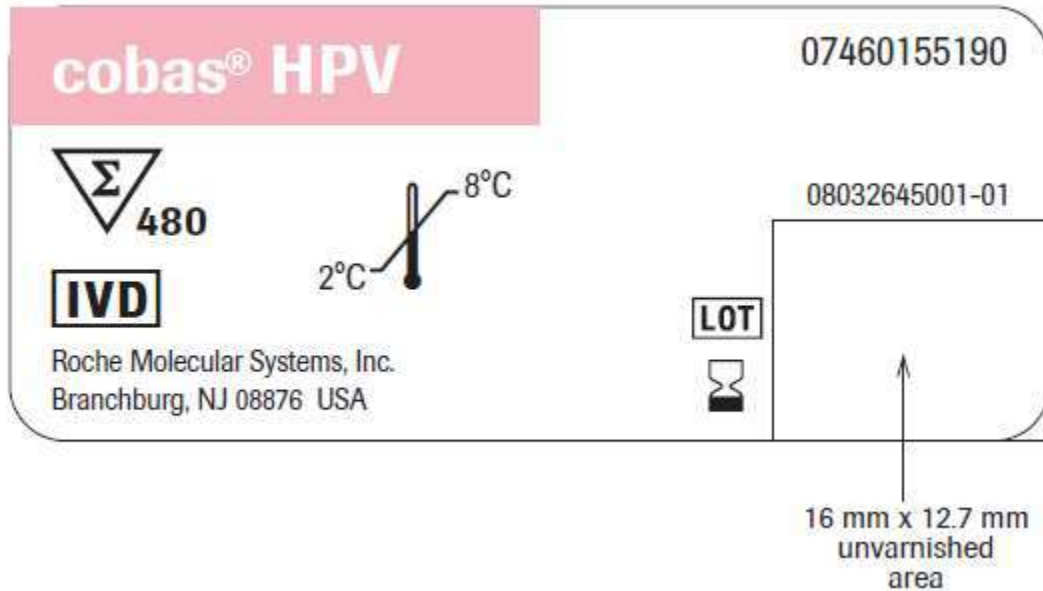 cobas® HPV
07460155190
Σ
480
8°C
2°C
08032645001-01
IVD
LOT
Roche Molecular Systems, Inc.
Branchburg, NJ 08876 USA
16 mm x 12.7 mm
unvarnished
area